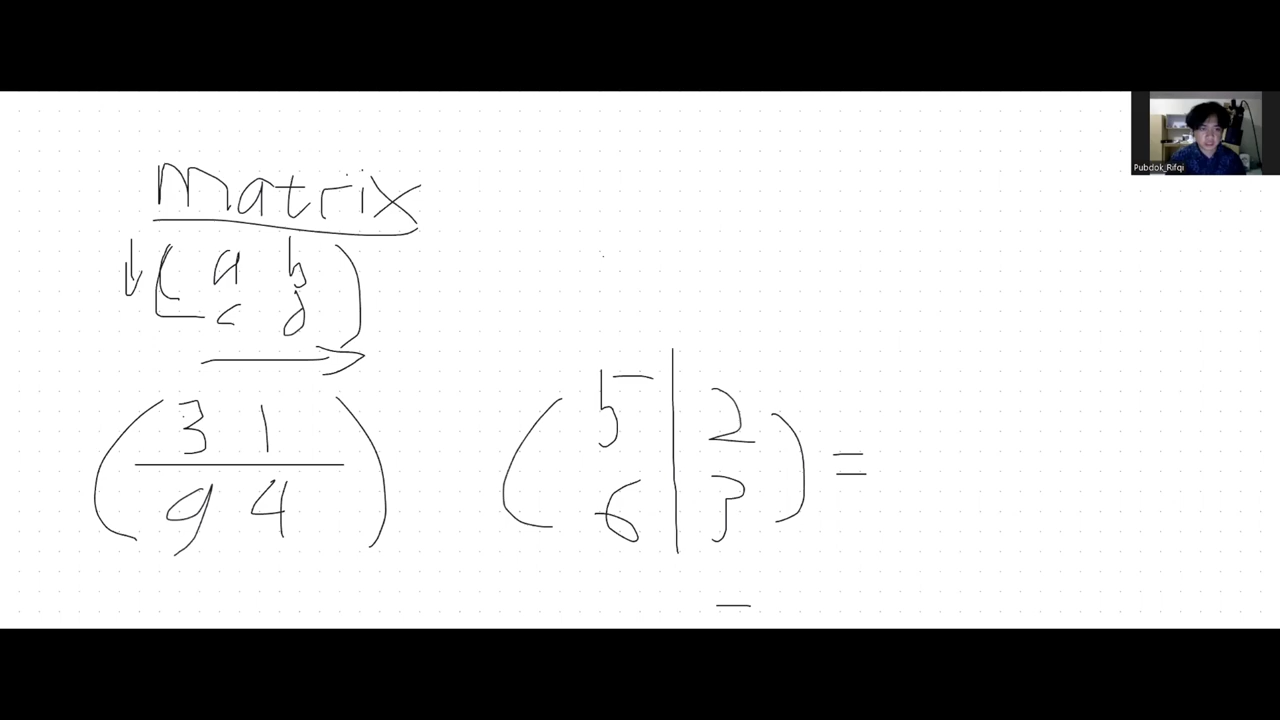 Matrix
( a b )
c d
( 3 1 ) ( 5 | 2 ) =
9 4 6 | 3
Pubdok_Rifqi